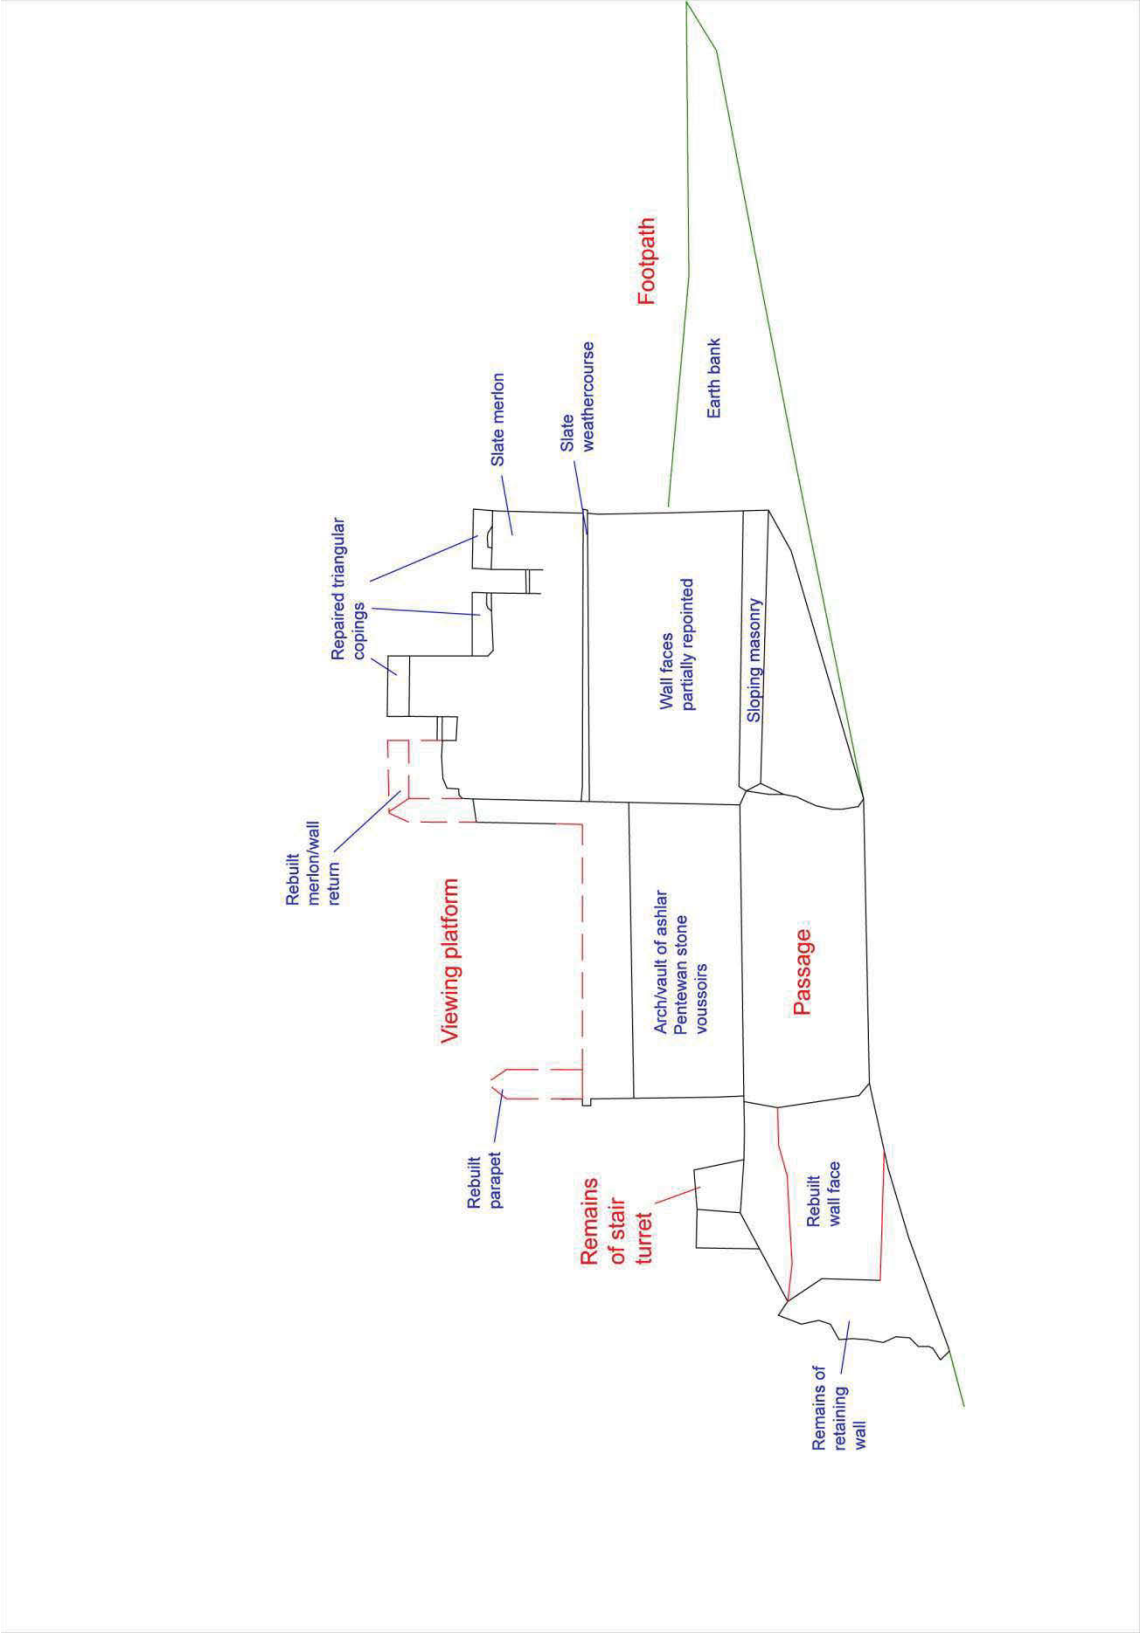 Rebuilt
merlon/wall
return
Repaired triangular
copings
Viewing platform
Slate merlon
Rebuilt
parapet
Slate
weathercourse
Remains
of stair
turret
Footpath
Arch/vault of ashlar
Pentewan stone
voussoirs
Wall faces
partially repointed
Earth bank
Sloping masonry
Passage
Rebuilt
wall face
Remains of
retaining
wall